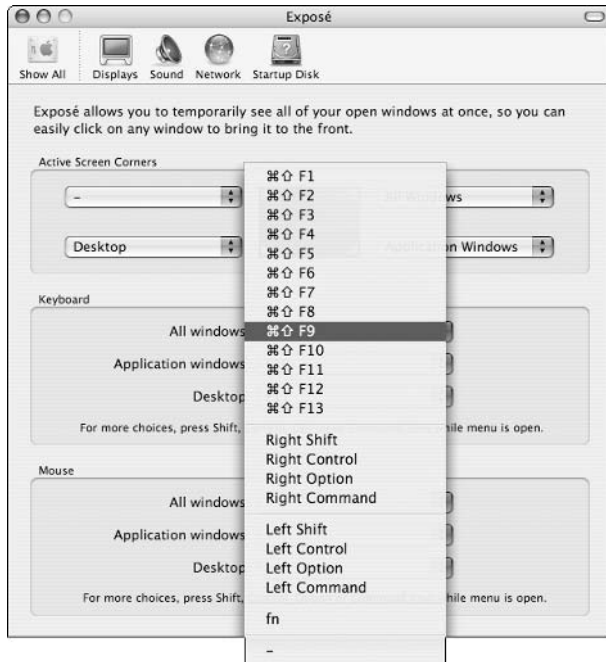 Exposé
Show All Displays Sound Network Startup Disk
Exposé allows you to temporarily see all of your open windows at once, so you can
easily click on any window to bring it to the front.
Active Screen Corners
–
Desktop
Application Windows
Keyboard
All windows
Application windows
Desktop
For more choices, press Shift, while menu is open.
Mouse
All windows
Application windows
Desktop
For more choices, press Shift, while menu is open.
⌘⇧ F1
⌘⇧ F2
⌘⇧ F3
⌘⇧ F4
⌘⇧ F5
⌘⇧ F6
⌘⇧ F7
⌘⇧ F8
⌘⇧ F9
⌘⇧ F10
⌘⇧ F11
⌘⇧ F12
⌘⇧ F13
Right Shift
Right Control
Right Option
Right Command
Left Shift
Left Control
Left Option
Left Command
fn
–